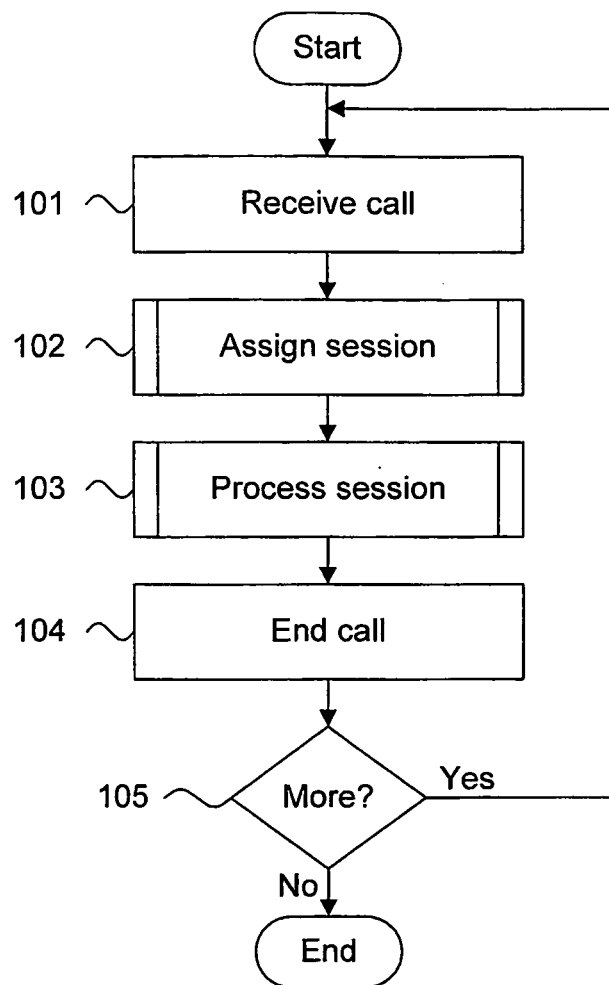 Start
101
Receive call
102
Assign session
103
Process session
104
End call
105
More?
Yes
No
End